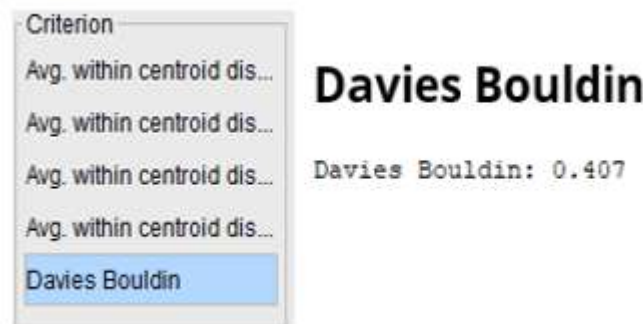 Criterion
Avg. within centroid dis...
Avg. within centroid dis...
Avg. within centroid dis...
Avg. within centroid dis...
Davies Bouldin
Davies Bouldin
Davies Bouldin: 0.407